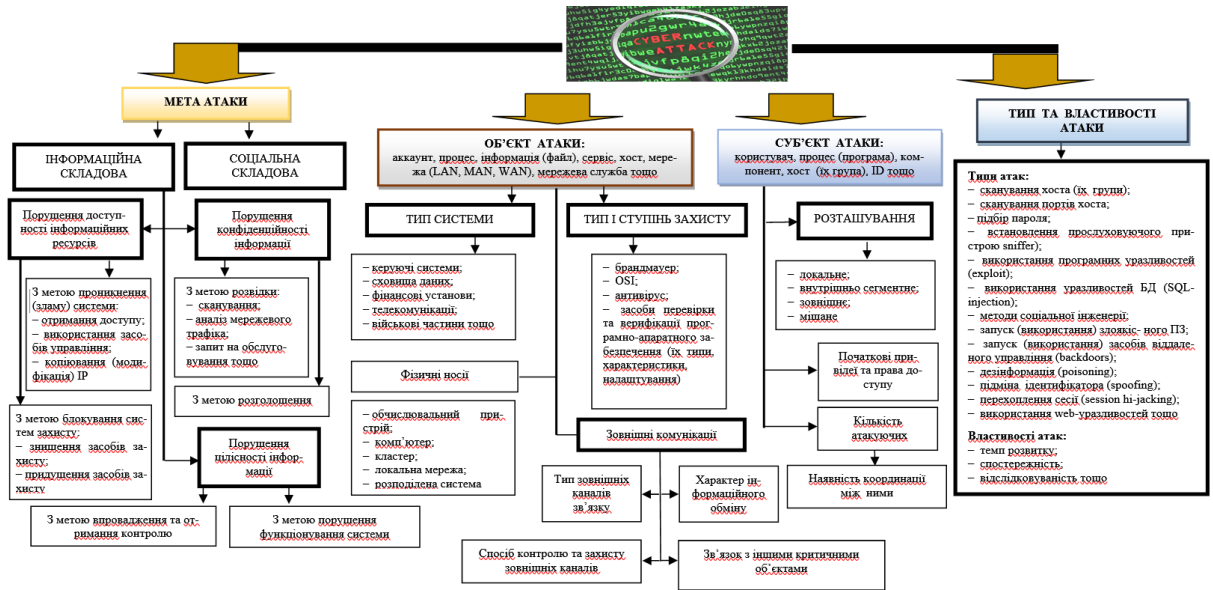 CYBER
ATTACK
МЕТА АТАКИ
ІНФОРМАЦІЙНА
СКЛАДОВА
СОЦІАЛЬНА
СКЛАДОВА
Порушення доступ-
ності інформаційних
ресурсів
Порушення
конфіденційності
інформації
З метою проникнення
(зламу) системи:
– отримання доступу;
– використання засо-
бів управління;
– копіювання (моди-
фікація) ІР
З метою розвідки:
– сканування;
– аналіз мережевого
трафіка;
– запит на обслуго-
вування тощо
З метою розголошення
З метою блокування сис-
тем захисту:
– знишення засобів за-
хисту;
– придушення засобів за-
хисту
Порушення
цілісності інфор-
мації
З метою впровадження та от-
римання контролю
З метою порушення
функціонування системи
ОБ’ЄКТ АТАКИ:
аккаунт, процес, інформація (файл), сервіс, хост, мере-
жа (LAN, MAN, WAN), мережева служба тощо
ТИП СИСТЕМИ
– керуючі системи;
– сховища даних;
– фінансові установи;
– телекомунікації;
– військові частини тощо
Фізичні носії
– обчислювальний при-
стрій;
– комп’ютер;
– кластер;
– локальна мережа;
– розподілена система
ТИП І СТУПІНЬ ЗАХИСТУ
– брандмауер;
– OSI;
– антивірус;
– засоби перевірки
та верифікації прог-
рамно-апаратного за-
безпечення (їх типи,
характеристики,
налаштування)
Зовнішні комунікації
Тип зовнішніх
каналів
зв’язку
Характер ін-
формаційного
обміну
Спосіб контролю та захисту
зовнішніх каналів
Зв’язок з іншими критичними
об’єктами
СУБ’ЄКТ АТАКИ:
користувач, процес (програма), ком-
понент, хост (їх група), ID тощо
РОЗТАШУВАННЯ
– локальне;
– внутрішньо сегментне;
– зовнішнє;
– мішане
Початкові при-
вілеї та права до-
ступу
Кількість
атакуючих
Наявність координації
між ними
ТИП ТА ВЛАСТИВОСТІ
АТАКИ
Типи атак:
– сканування хоста (їх групи);
– сканування портів хоста;
– підбір пароля;
– встановлення прослуховуючого при-
строю sniffer);
– використання програмних уразливостей
(exploit);
– використання уразливостей БД (SQL-
injection);
– методи соціальної інженерії;
– запуск (використання) злоякіс- ного ПЗ;
– запуск (використання) засобів віддале-
ного управління (backdoors);
– дезінформація (poisoning);
– підміна ідентифікатора (spoofing);
– перехоплення сесії (session hi-jacking);
– використання web-уразливостей тощо
Властивості атак:
– темп розвитку;
– спостережність;
– відслідковуваність тощо